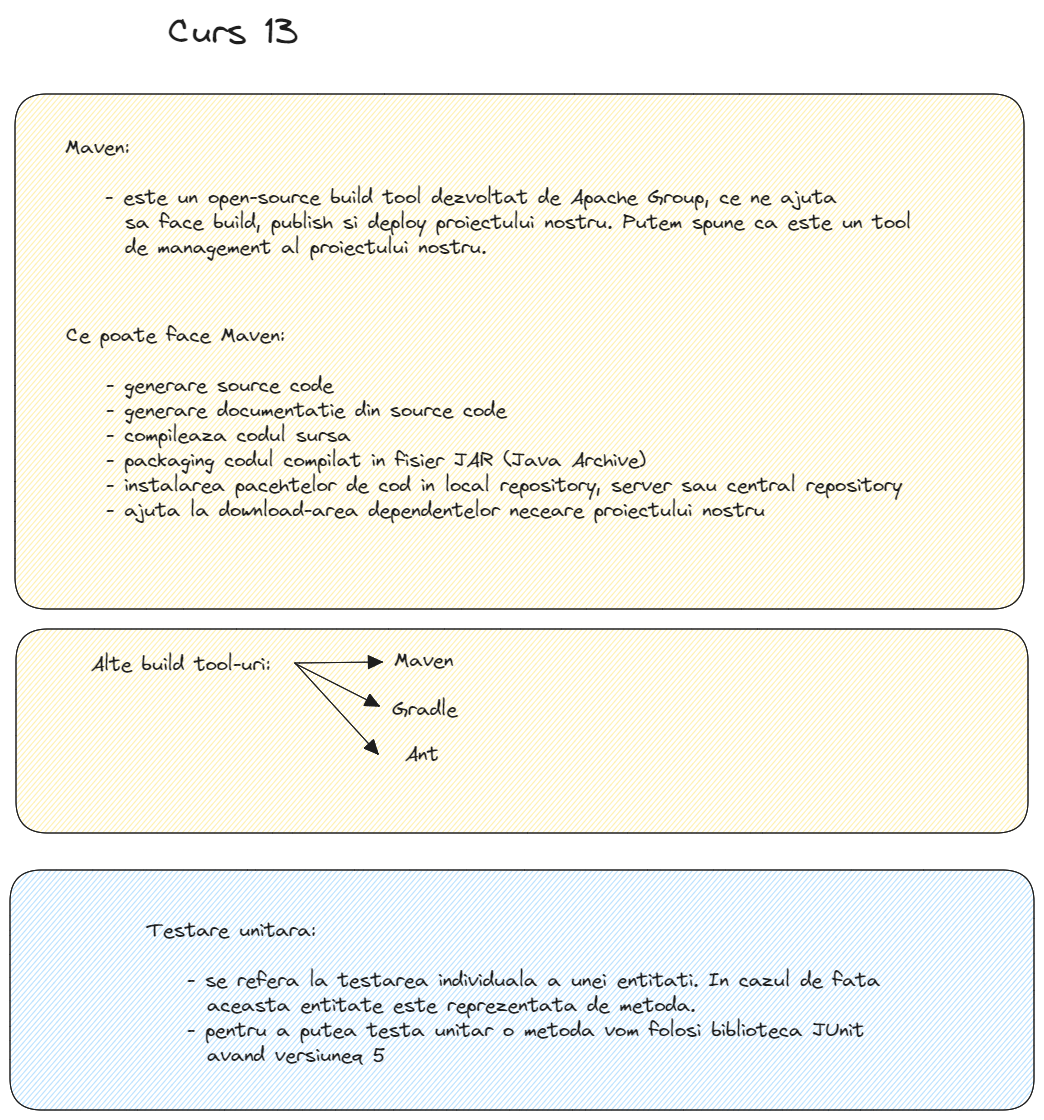 Curs 13
Maven:
- este un open-source build tool dezvoltat de Apache Group, ce ne ajuta
sa face build, publish si deploy proiectului nostru. Putem spune ca este un tool
de management al proiectului nostru.
Ce poate face Maven:
- generare source code
- generare documentatie din source code
- compileaza codul sursa
- packaging codul compilat in fisier JAR (Java Archive)
- instalarea pacehtelor de cod in local repository, server sau central repository
- ajuta la download-area dependentelor neceare proiectului nostru
Alte build tool-uri:
Maven
Gradle
Ant
Testare unitara:
- se refera la testarea individuala a unei entitati. In cazul de fata
aceasta entitate este reprezentata de metoda.
- pentru a putea testa unitar o metoda vom folosi biblioteca JUnit
avand versiuneq 5